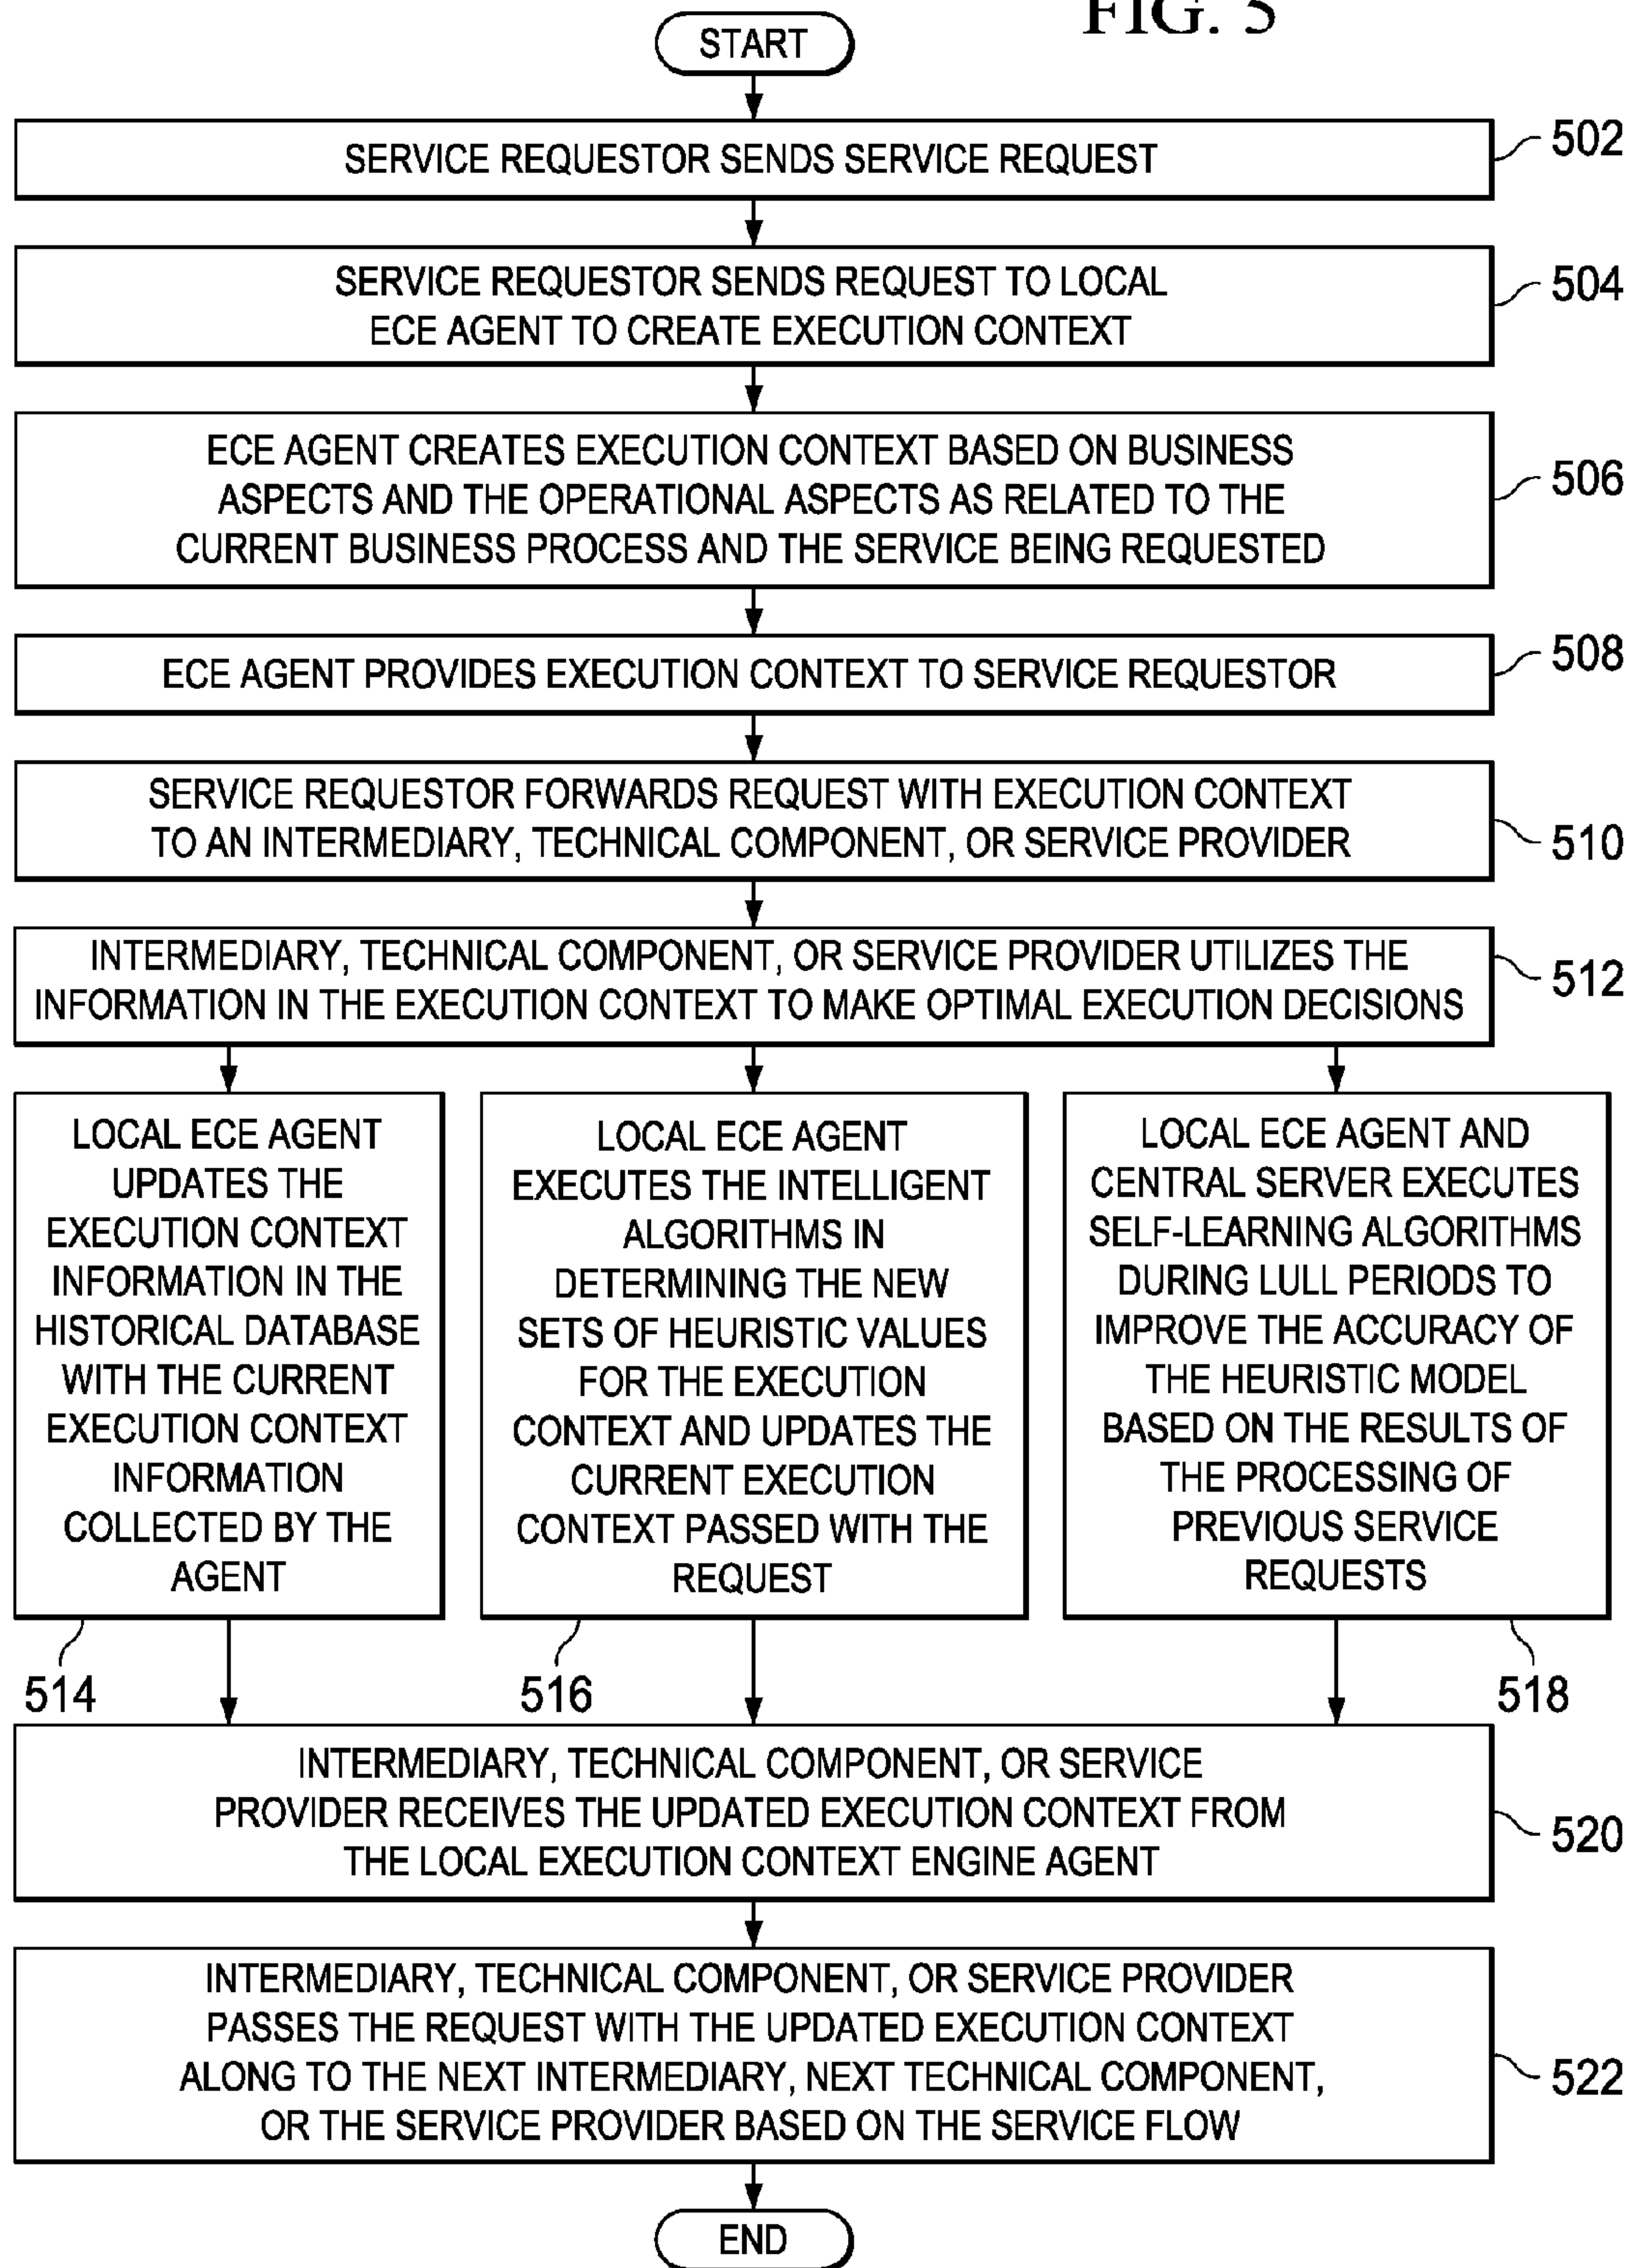 FIG. 5
START
SERVICE REQUESTOR SENDS SERVICE REQUEST
502
SERVICE REQUESTOR SENDS REQUEST TO LOCAL
ECE AGENT TO CREATE EXECUTION CONTEXT
504
ECE AGENT CREATES EXECUTION CONTEXT BASED ON BUSINESS
ASPECTS AND THE OPERATIONAL ASPECTS AS RELATED TO THE
CURRENT BUSINESS PROCESS AND THE SERVICE BEING REQUESTED
506
ECE AGENT PROVIDES EXECUTION CONTEXT TO SERVICE REQUESTOR
508
SERVICE REQUESTOR FORWARDS REQUEST WITH EXECUTION CONTEXT
TO AN INTERMEDIARY, TECHNICAL COMPONENT, OR SERVICE PROVIDER
510
INTERMEDIARY, TECHNICAL COMPONENT, OR SERVICE PROVIDER UTILIZES THE
INFORMATION IN THE EXECUTION CONTEXT TO MAKE OPTIMAL EXECUTION DECISIONS
512
LOCAL ECE AGENT
UPDATES THE
EXECUTION CONTEXT
INFORMATION IN THE
HISTORICAL DATABASE
WITH THE CURRENT
EXECUTION CONTEXT
INFORMATION
COLLECTED BY THE
AGENT
514
LOCAL ECE AGENT
EXECUTES THE INTELLIGENT
ALGORITHMS IN
DETERMINING THE NEW
SETS OF HEURISTIC VALUES
FOR THE EXECUTION
CONTEXT AND UPDATES THE
CURRENT EXECUTION
CONTEXT PASSED WITH THE
REQUEST
516
LOCAL ECE AGENT AND
CENTRAL SERVER EXECUTES
SELF-LEARNING ALGORITHMS
DURING LULL PERIODS TO
IMPROVE THE ACCURACY OF
THE HEURISTIC MODEL
BASED ON THE RESULTS OF
THE PROCESSING OF
PREVIOUS SERVICE
REQUESTS
518
INTERMEDIARY, TECHNICAL COMPONENT, OR SERVICE
PROVIDER RECEIVES THE UPDATED EXECUTION CONTEXT FROM
THE LOCAL EXECUTION CONTEXT ENGINE AGENT
520
INTERMEDIARY, TECHNICAL COMPONENT, OR SERVICE PROVIDER
PASSES THE REQUEST WITH THE UPDATED EXECUTION CONTEXT
ALONG TO THE NEXT INTERMEDIARY, NEXT TECHNICAL COMPONENT,
OR THE SERVICE PROVIDER BASED ON THE SERVICE FLOW
522
END